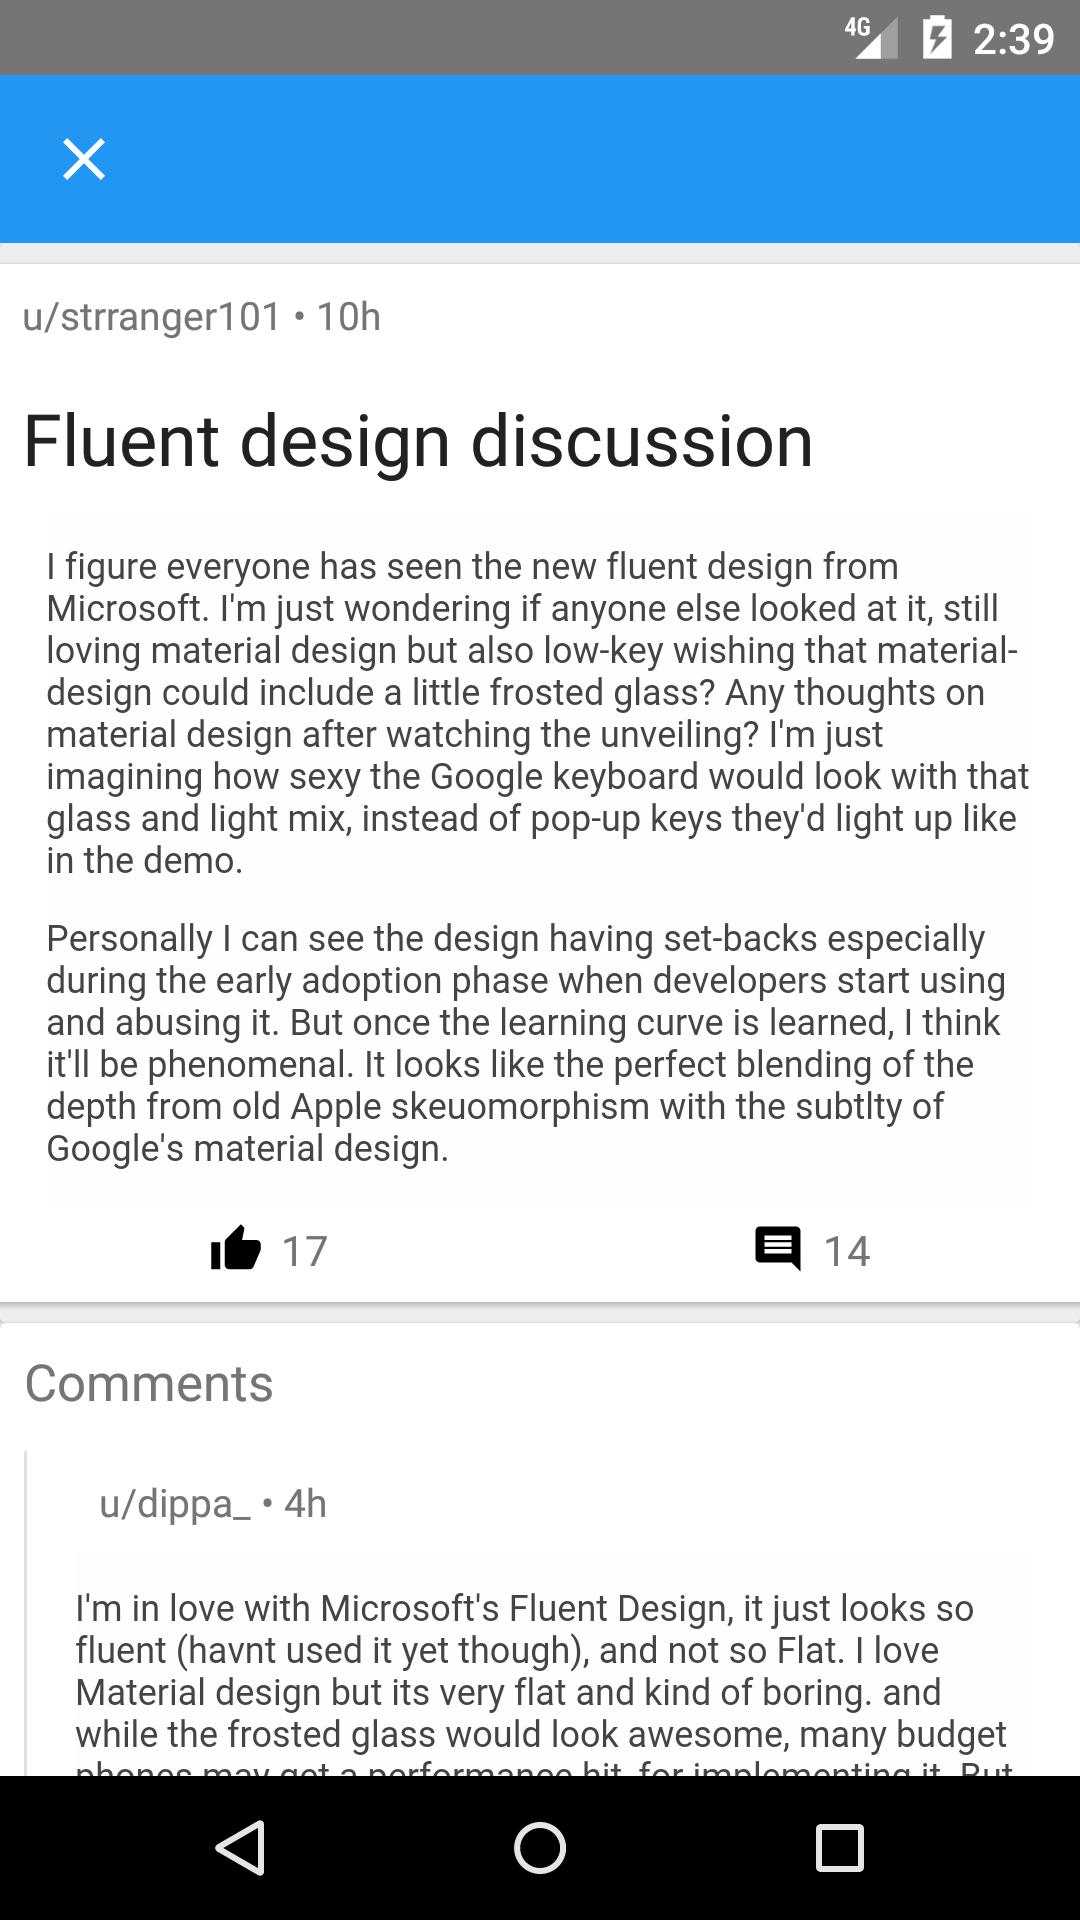 4G 2:39
u/strranger101 • 10h
Fluent design discussion
I figure everyone has seen the new fluent design from
Microsoft. I'm just wondering if anyone else looked at it, still
loving material design but also low-key wishing that material-
design could include a little frosted glass? Any thoughts on
material design after watching the unveiling? I'm just
imagining how sexy the Google keyboard would look with that
glass and light mix, instead of pop-up keys they'd light up like
in the demo.
Personally I can see the design having set-backs especially
during the early adoption phase when developers start using
and abusing it. But once the learning curve is learned, I think
it'll be phenomenal. It looks like the perfect blending of the
depth from old Apple skeuomorphism with the subtlty of
Google's material design.
17 14
Comments
u/dippa_ • 4h
I'm in love with Microsoft's Fluent Design, it just looks so
fluent (havnt used it yet though), and not so Flat. I love
Material design but its very flat and kind of boring. and
while the frosted glass would look awesome, many budget
phones may get a performance hit, for implementing it. But